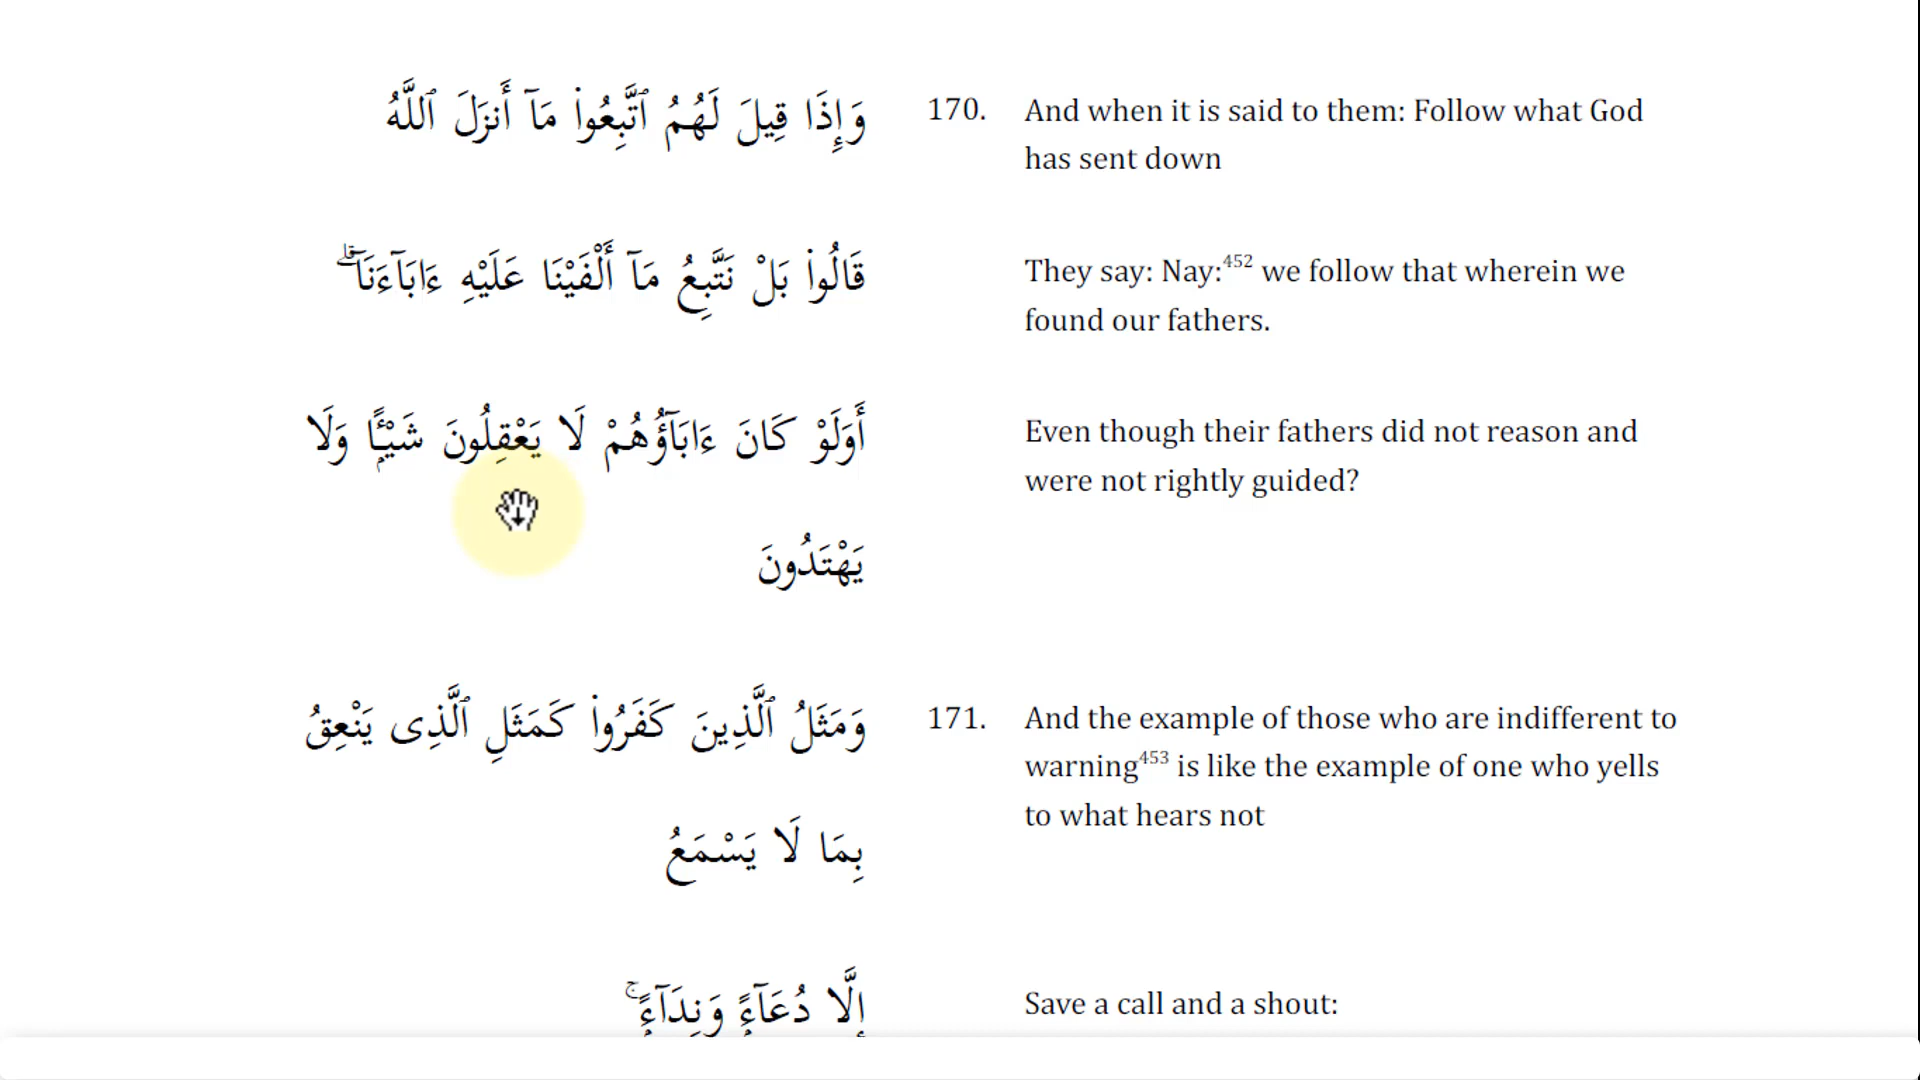 وَإِذَا قِيلَ لَهُمُ ٱتَّبِعُوا۟ مَآ أَنزَلَ ٱللَّهُ
170. And when it is said to them: Follow what God
has sent down
قَالُوا۟ بَلْ نَتَّبِعُ مَآ أَلْفَيْنَا عَلَيْهِ ءَابَآءَنَآ ۗ
They say: Nay:452 we follow that wherein we
found our fathers.
أَوَلَوْ كَانَ ءَابَآؤُهُمْ لَا يَعْقِلُونَ شَيْـًٔا وَلَا
Even though their fathers did not reason and
were not rightly guided?
يَهْتَدُونَ
وَمَثَلُ ٱلَّذِينَ كَفَرُوا۟ كَمَثَلِ ٱلَّذِى يَنْعِقُ
171. And the example of those who are indifferent to
warning453 is like the example of one who yells
to what hears not
بِمَا لَا يَسْمَعُ
إِلَّا دُعَآءً وَنِدَآءً ۚ
Save a call and a shout: